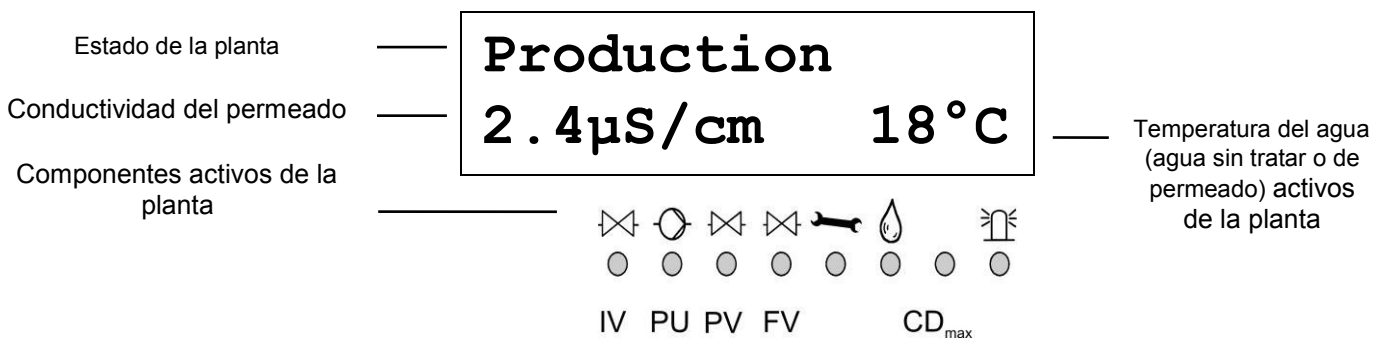 Estado de la planta
Production
Conductividad del permeado
2.4µS/cm 18°C
Temperatura del agua
(agua sin tratar o de
permeado) activos
de la planta
Componentes activos de la
planta
IV PU PV FV CDmax